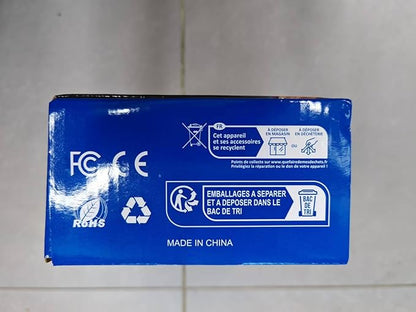 FR
Cet appareil
et ses accessoires
se recyclent
À DÉPOSER
EN MAGASIN
OU
À DÉPOSER
EN DÉCHÈTERIE
Points de collecte sur www.quefairedemesdechets.fr
Privilégiez la réparation ou le don de votre appareil !
FC CE
RoHS
EMBALLAGES A SEPARER
ET A DEPOSER DANS LE
BAC DE TRI
BAC
DE
TRI
MADE IN CHINA